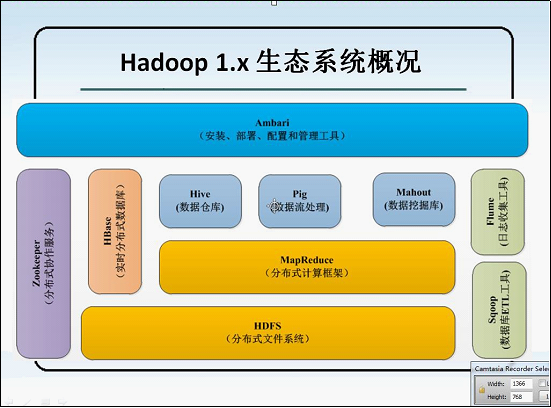 Hadoop 1.x 生态系统概况
Ambari
(安装、部署、配置和管理工具)
Zookeeper
(分布式协作服务)
HBase
(实时分布式数据库)
Hive
(数据仓库)
Pig
(数据流处理)
Mahout
(数据挖掘库)
Flume
(日志收集工具)
MapReduce
(分布式计算框架)
Sqoop
(数据库ETL工具)
HDFS
(分布式文件系统)
Camtasia Recorder Selec
Width: 1366
Height: 768